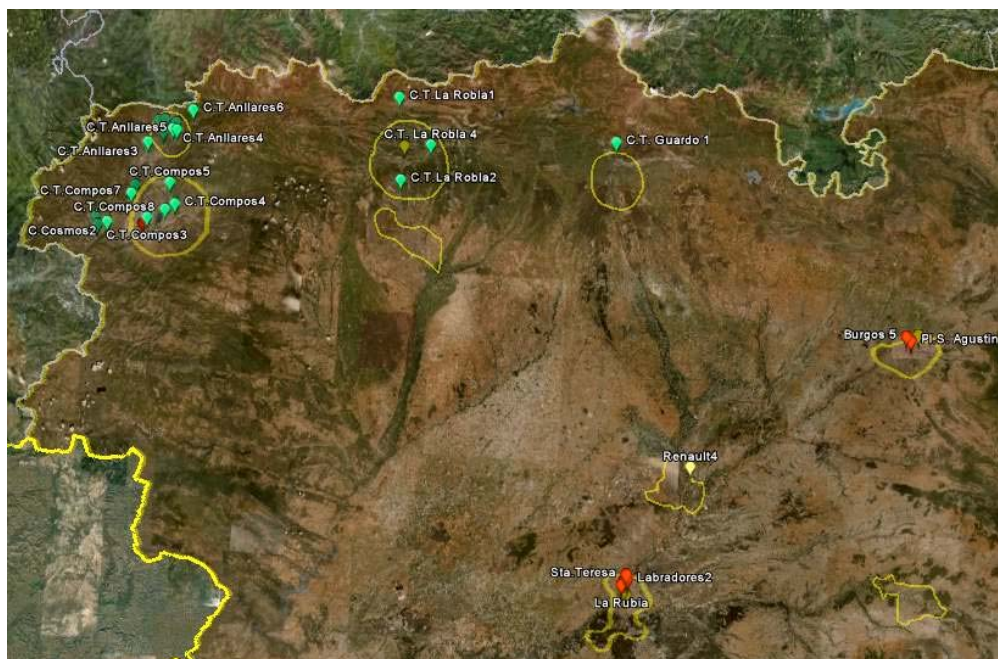 C.T.La Robla1
C.T.Anllares6
C.T.Anllares5
C.T.Anllares4
C.T. La Robla 4
C.T.Anllares3
C.T. Guardo 1
C.T.Compos5
C.T.La Robla2
C.T.Compos7
C.T.Compos8
C.T.Compos4
C.Cosmos2
C.T.Compos3
Burgos 5
PI S. Agustin
Renault4
Sta.Teresa
Labradores2
La Rubia